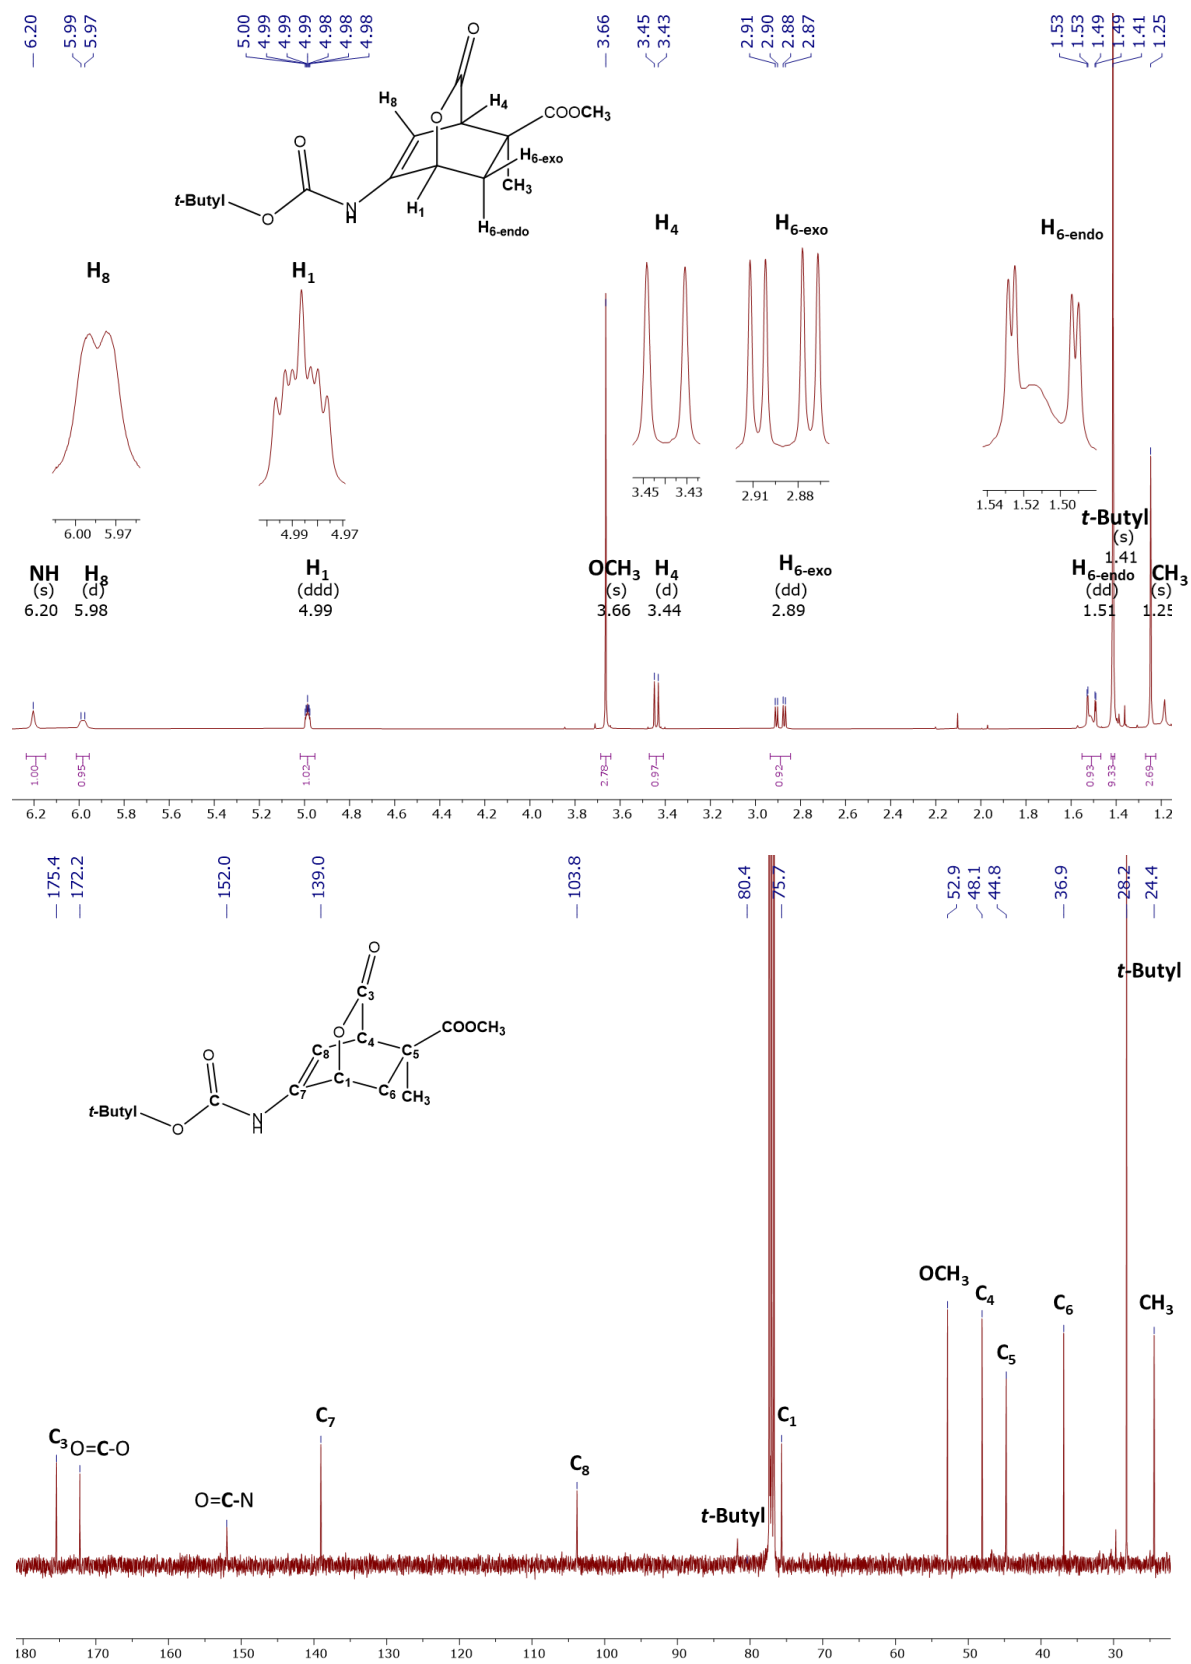 6.20 5.99 5.97 5.00 4.99 4.99 4.99 4.98 4.98 4.98 3.66 3.45 3.43 2.91 2.90 2.88 2.87 1.53 1.53 1.49 1.49 1.41 1.25
O
H8 H4
O COOCH3
O
H6-exo
CH3
t-Butyl
O N
H
H1
H6-endo
H8 H1 H4 H6-exo H6-endo
6.00 5.97
4.99 4.97
3.45 3.43
2.91 2.88
1.54 1.52 1.50
NH H8 H1 OCH3 H4 H6-exo H6-endo t-Butyl CH3
(s) (d) (ddd) (s) (d) (dd) (dd) (s) (s)
6.20 5.98 4.99 3.66 3.44 2.89 1.51 1.41 1.25
1.00 0.95 1.02 2.78 0.97 0.92 0.93 9.33 2.69
6.2 6.0 5.8 5.6 5.4 5.2 5.0 4.8 4.6 4.4 4.2 4.0 3.8 3.6 3.4 3.2 3.0 2.8 2.6 2.4 2.2 2.0 1.8 1.6 1.4 1.2
175.4 172.2 152.0 139.0 103.8 80.4 75.7 52.9 48.1 44.8 36.9 28.2 24.4
O
t-Butyl
C3
O COOCH3
C8 C4 C5
O
C7 C1 C6 CH3
C
t-Butyl
O N
H
OCH3 C4 C6 CH3
C5
C3 O=C-O C7 C1
C8
O=C-N
t-Butyl
180 170 160 150 140 130 120 110 100 90 80 70 60 50 40 30